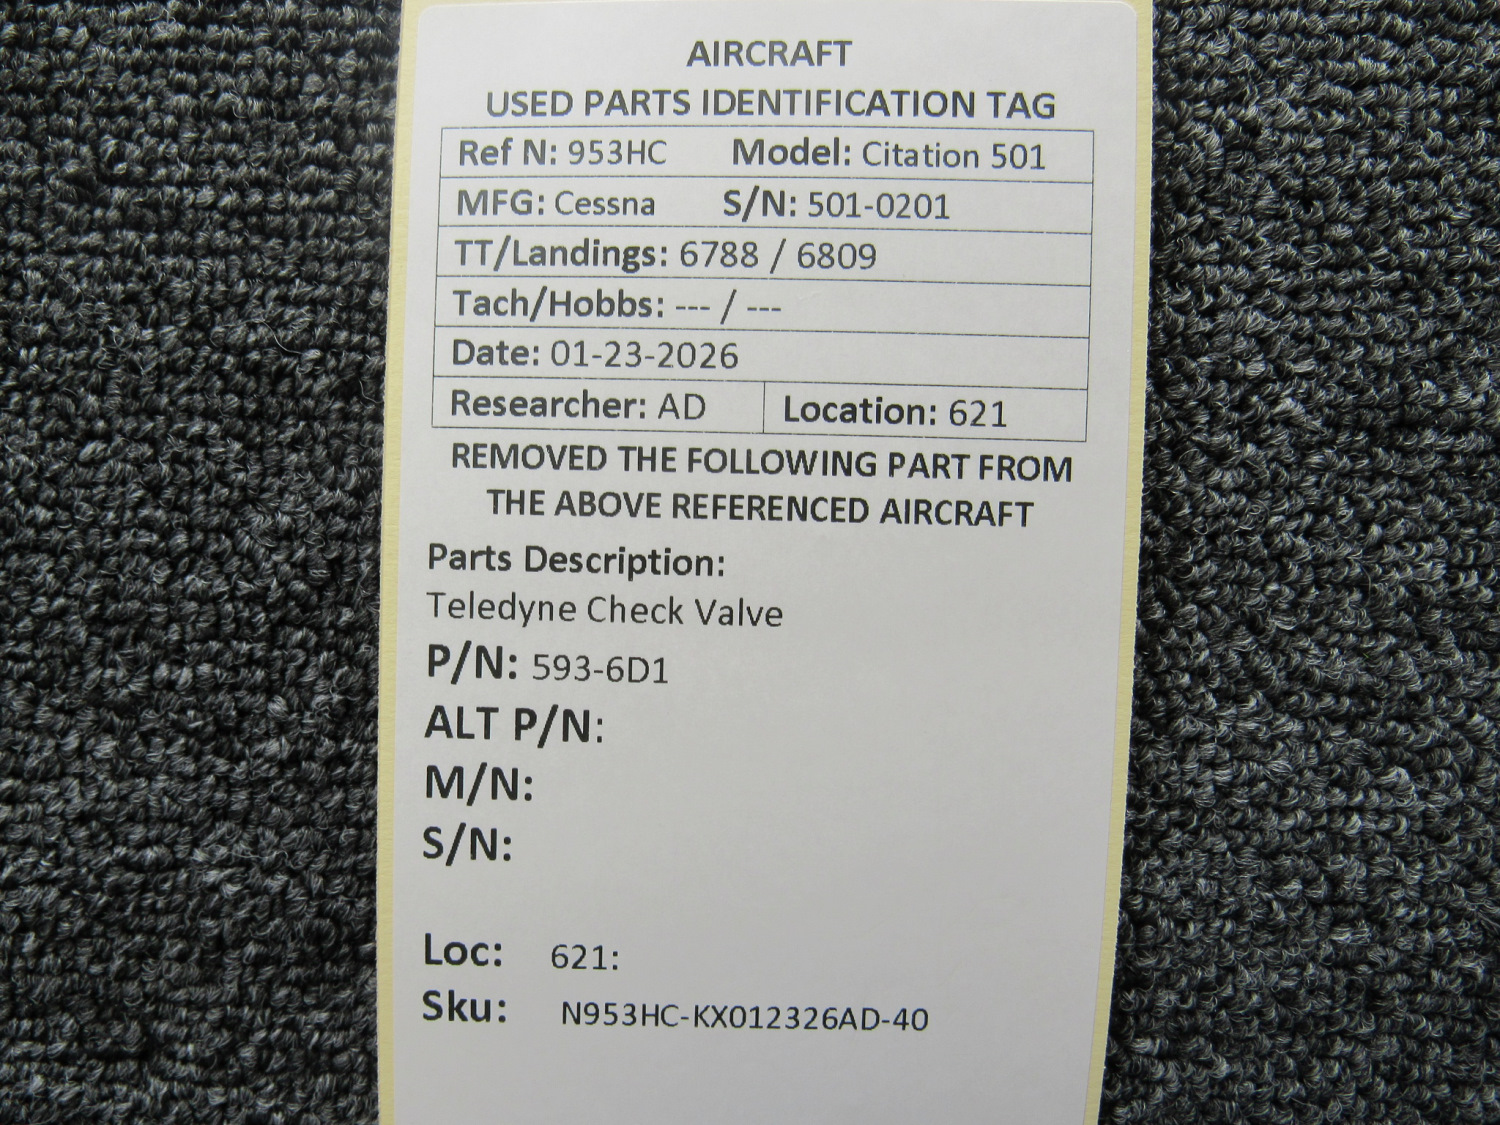 AIRCRAFT
USED PARTS IDENTIFICATION TAG
Ref N: 953HC Model: Citation 501
MFG: Cessna S/N: 501-0201
TT/Landings: 6788 / 6809
Tach/Hobbs: --- / ---
Date: 01-23-2026
Researcher: AD Location: 621
REMOVED THE FOLLOWING PART FROM
THE ABOVE REFERENCED AIRCRAFT
Parts Description:
Teledyne Check Valve
P/N: 593-6D1
ALT P/N:
M/N:
S/N:
Loc: 621:
Sku: N953HC-KX012326AD-40